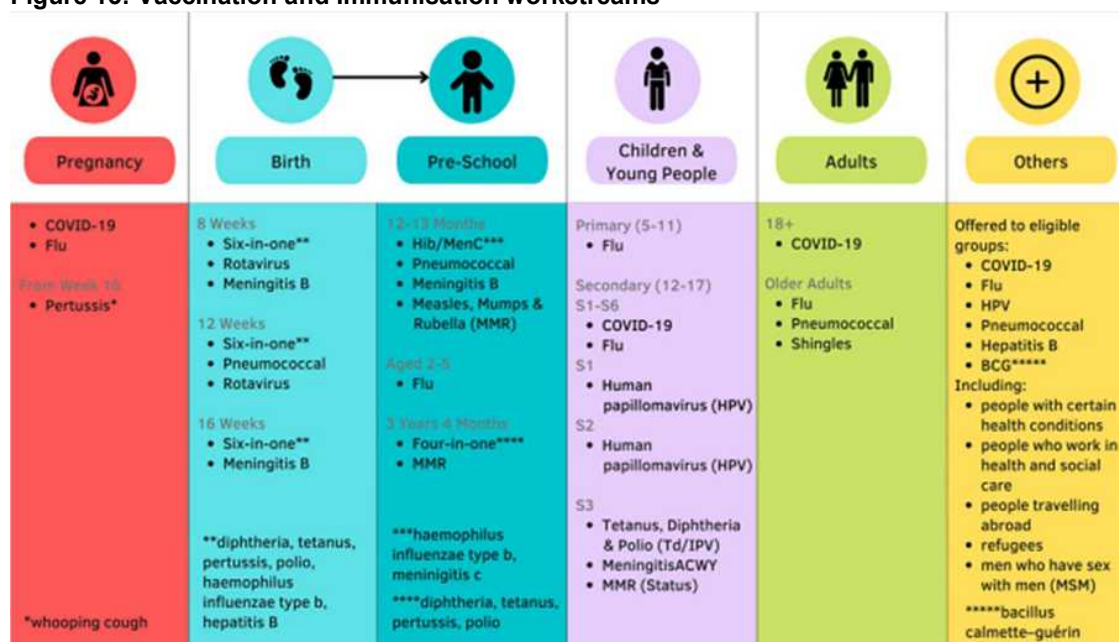 Figure 10: Vaccination and immunisation workstreams
Pregnancy
• COVID-19
• Flu
From Week 16
• Pertussis*
*whooping cough
Birth
8 Weeks
• Six-in-one**
• Rotavirus
• Meningitis B
12 Weeks
• Six-in-one**
• Pneumococcal
• Rotavirus
16 Weeks
• Six-in-one**
• Meningitis B
**diphtheria, tetanus,
pertussis, polio,
haemophilus
influenzae type b,
hepatitis B
Pre-School
12-13 Months
• Hib/MenC***
• Pneumococcal
• Meningitis B
• Measles, Mumps &
Rubella (MMR)
Aged 2-5
• Flu
3 Years 4 Months
• Four-in-one****
• MMR
***haemophilus
influenzae type b,
meninigitis c
****diphtheria, tetanus,
pertussis, polio
Children &
Young People
Primary (5-11)
• Flu
Secondary (12-17)
S1-S6
• COVID-19
• Flu
S1
• Human
papillomavirus (HPV)
S2
• Human
papillomavirus (HPV)
S3
• Tetanus, Diphtheria
& Polio (Td/IPV)
• MeningitisACWY
• MMR (Status)
Adults
18+
• COVID-19
Older Adults
• Flu
• Pneumococcal
• Shingles
Others
Offered to eligible
groups:
• COVID-19
• Flu
• HPV
• Pneumococcal
• Hepatitis B
• BCG*****
Including:
• people with certain
health conditions
• people who work in
health and social
care
• people travelling
abroad
• refugees
• men who have sex
with men (MSM)
*****bacillus
calmette–guérin